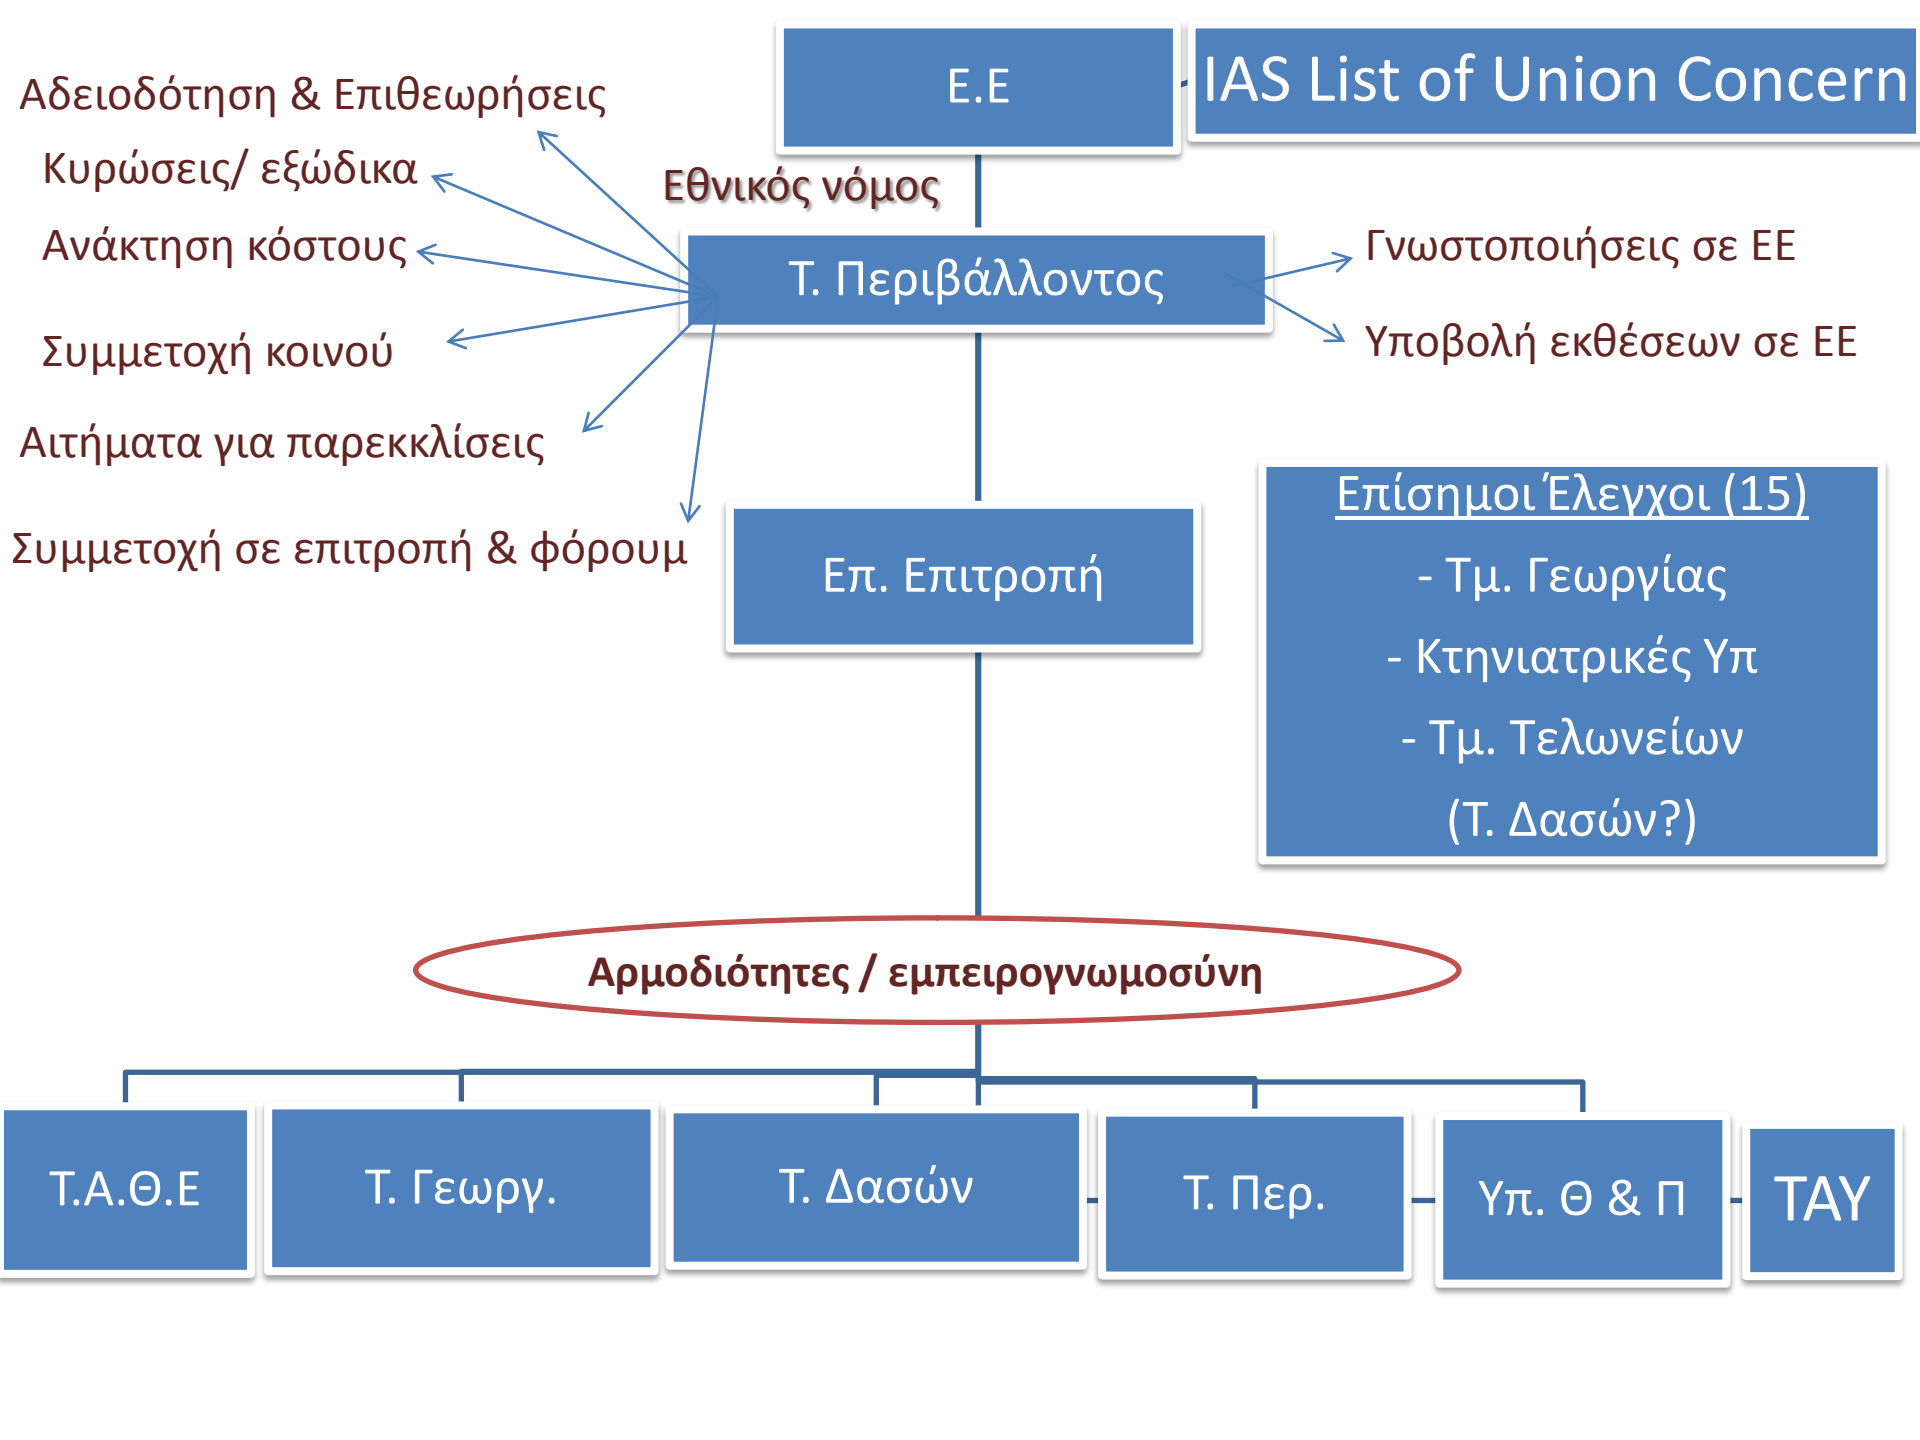 Ε.Ε
IAS List of Union Concern
Αδειοδότηση & Επιθεωρήσεις
Κυρώσεις/ εξώδικα
Ανάκτηση κόστους
Συμμετοχή κοινού
Αιτήματα για παρεκκλίσεις
Συμμετοχή σε επιτροπή & φόρουμ
Εθνικός νόμος
Τ. Περιβάλλοντος
Γνωστοποιήσεις σε ΕΕ
Υποβολή εκθέσεων σε ΕΕ
Επ. Επιτροπή
Επίσημοι Έλεγχοι (15)
- Τμ. Γεωργίας
- Κτηνιατρικές Υπ
- Τμ. Τελωνείων
(Τ. Δασών?)
Αρμοδιότητες / εμπειρογνωμοσύνη
Τ.Α.Θ.Ε
Τ. Γεωργ.
Τ. Δασών
Τ. Περ.
Υπ. Θ & Π
ΤΑΥ